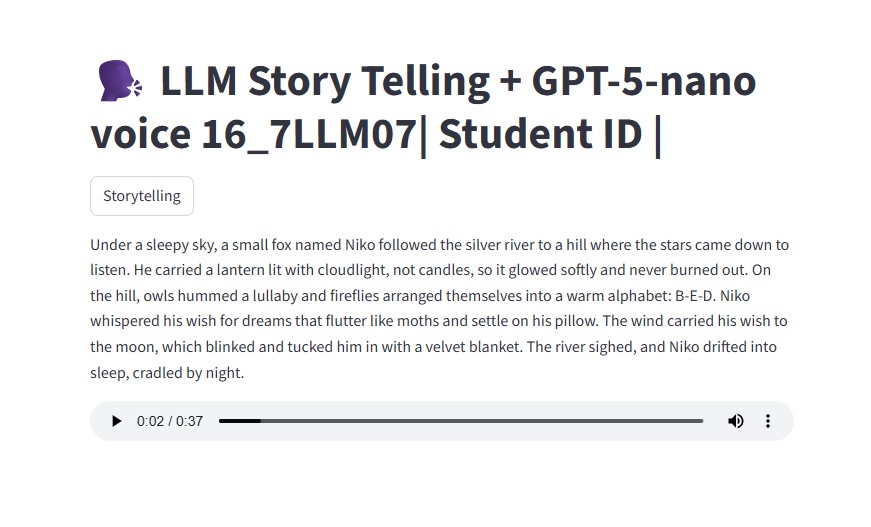 LLM Story Telling + GPT-5-nano
voice 16_7LLM07| Student ID |
Storytelling
Under a sleepy sky, a small fox named Niko followed the silver river to a hill where the stars came down to
listen. He carried a lantern lit with cloudlight, not candles, so it glowed softly and never burned out. On
the hill, owls hummed a lullaby and fireflies arranged themselves into a warm alphabet: B-E-D. Niko
whispered his wish for dreams that flutter like moths and settle on his pillow. The wind carried his wish to
the moon, which blinked and tucked him in with a velvet blanket. The river sighed, and Niko drifted into
sleep, cradled by night.
0:02 / 0:37